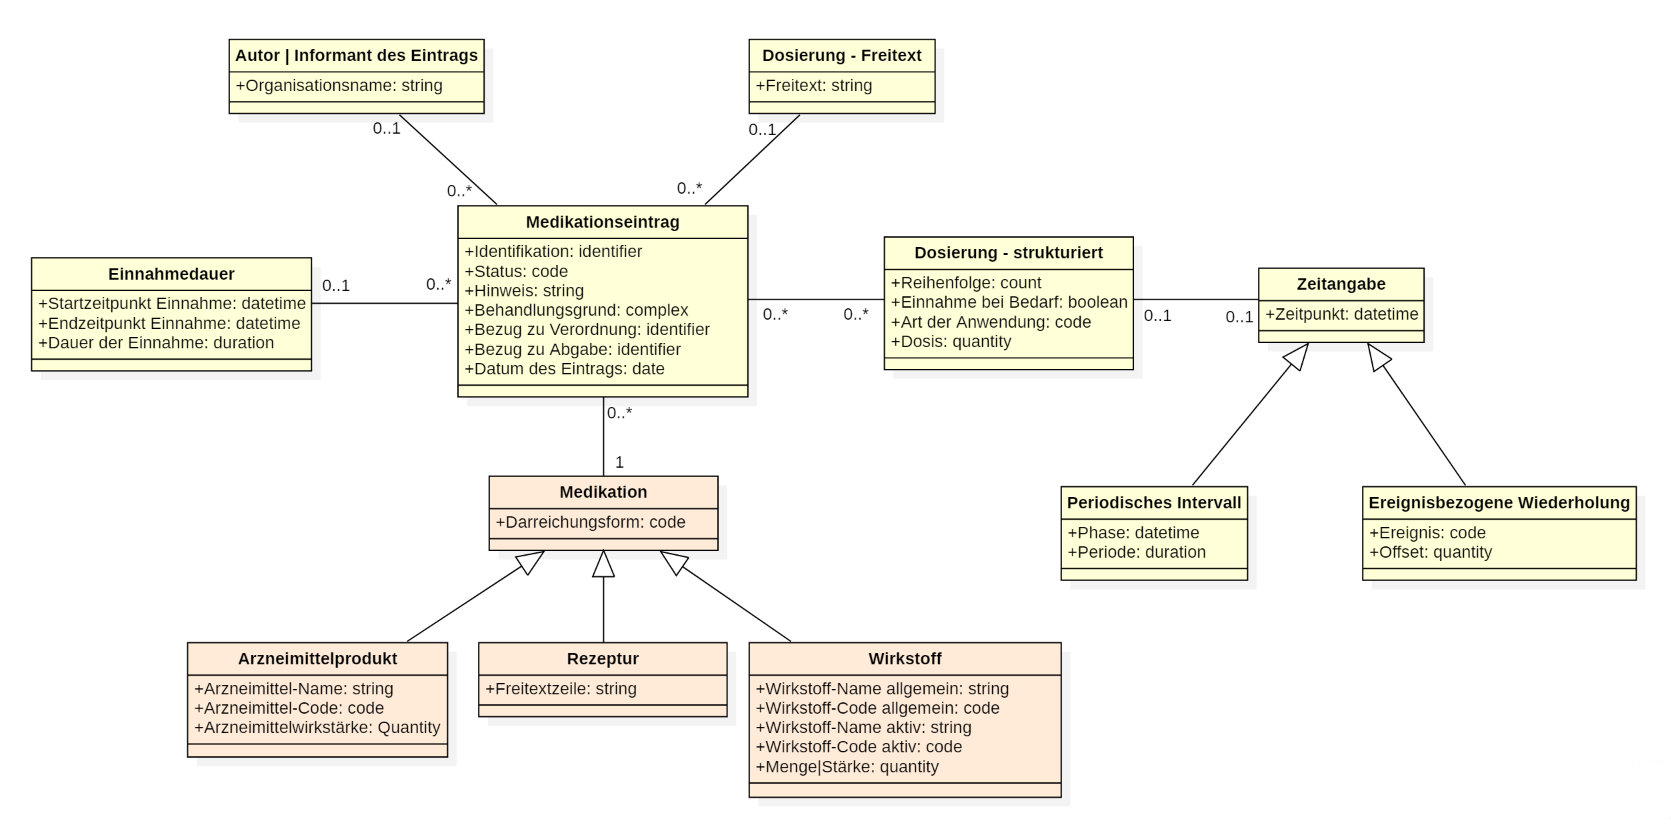 Autor | Informant des Eintrags
+Organisationsname: string
0..1
0..*
Dosierung - Freitext
+Freitext: string
0..1
0..*
Medikationseintrag
+Identifikation: identifier
+Status: code
+Hinweis: string
+Behandlungsgrund: complex
+Bezug zu Verordnung: identifier
+Bezug zu Abgabe: identifier
+Datum des Eintrags: date
Einnahmedauer
+Startzeitpunkt Einnahme: datetime
+Endzeitpunkt Einnahme: datetime
+Dauer der Einnahme: duration
0..1
0..*
0..*
0..*
Dosierung - strukturiert
+Reihenfolge: count
+Einnahme bei Bedarf: boolean
+Art der Anwendung: code
+Dosis: quantity
0..1
0..1
Zeitangabe
+Zeitpunkt: datetime
0..*
1
Medikation
+Darreichungsform: code
Periodisches Intervall
+Phase: datetime
+Periode: duration
Ereignisbezogene Wiederholung
+Ereignis: code
+Offset: quantity
Arzneimittelprodukt
+Arzneimittel-Name: string
+Arzneimittel-Code: code
+Arzneimittelwirkstärke: Quantity
Rezeptur
+Freitextzeile: string
Wirkstoff
+Wirkstoff-Name allgemein: string
+Wirkstoff-Code allgemein: code
+Wirkstoff-Name aktiv: string
+Wirkstoff-Code aktiv: code
+Menge|Stärke: quantity